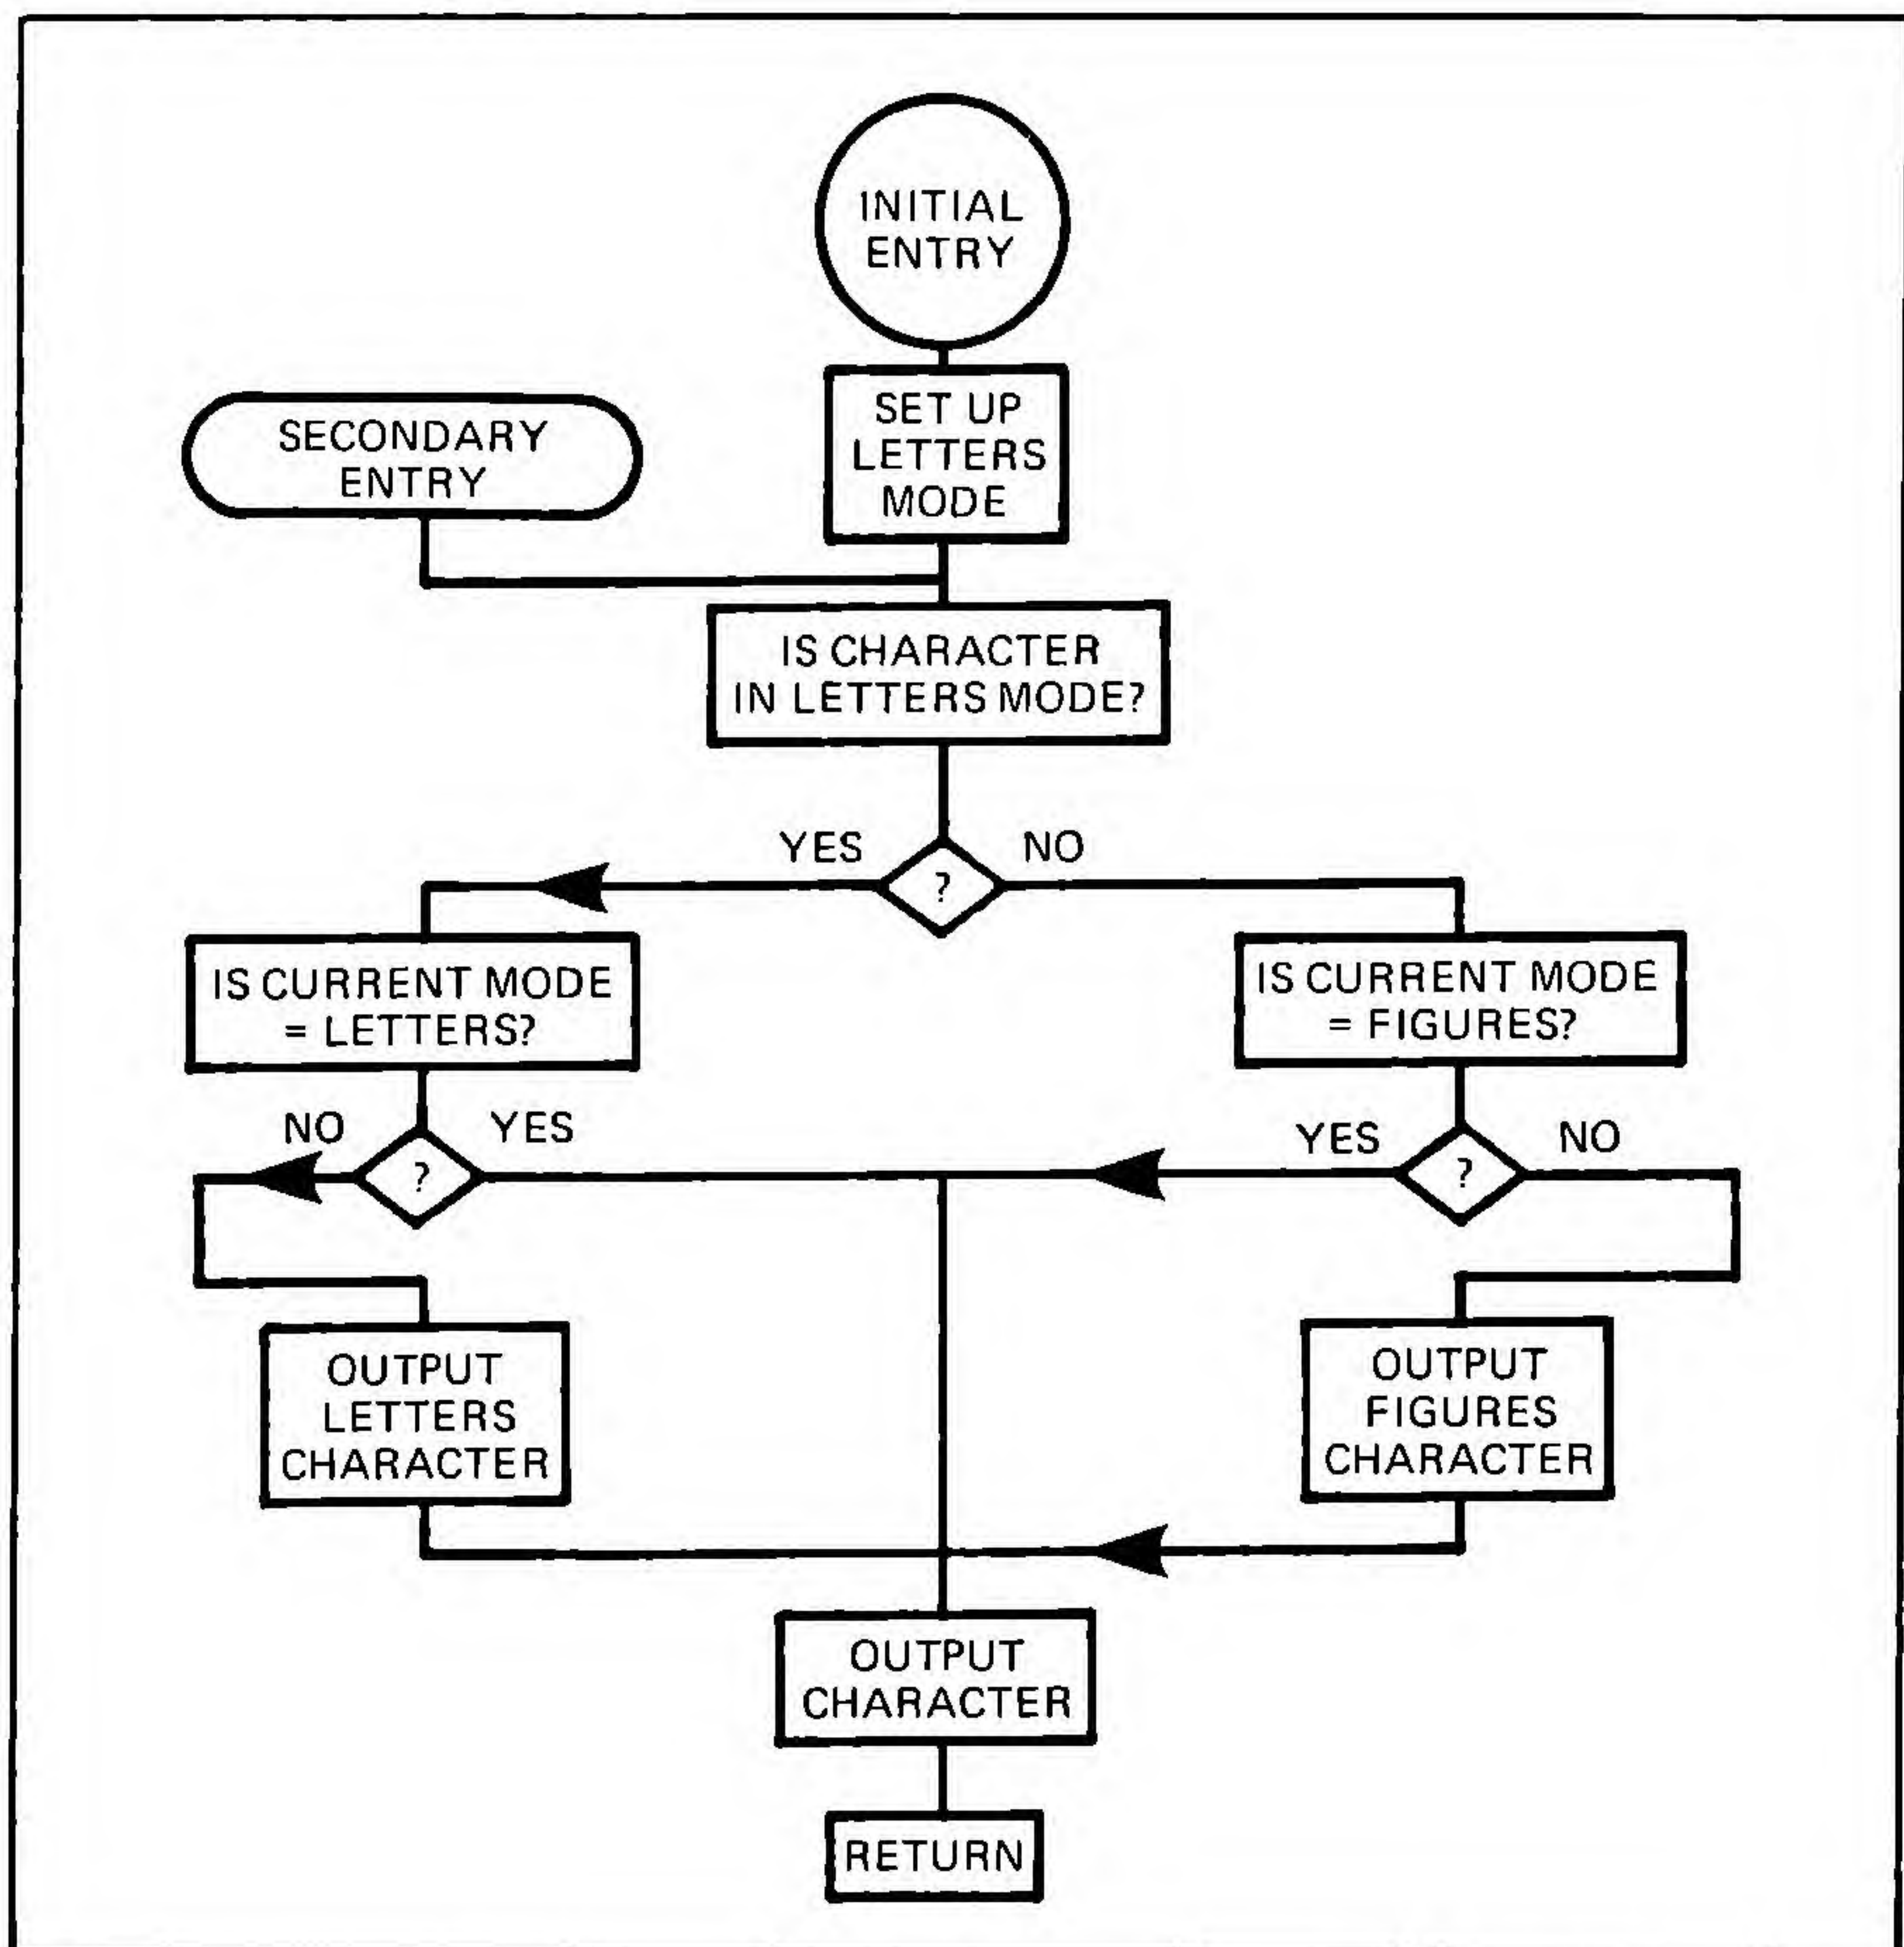 INITIAL
ENTRY
SET UP
LETTERS
MODE
SECONDARY
ENTRY
IS CHARACTER
IN LETTERS MODE?
YES
?
NO
IS CURRENT MODE
= LETTERS?
IS CURRENT MODE
= FIGURES?
NO
?
YES
YES
?
NO
OUTPUT
LETTERS
CHARACTER
OUTPUT
FIGURES
CHARACTER
OUTPUT
CHARACTER
RETURN